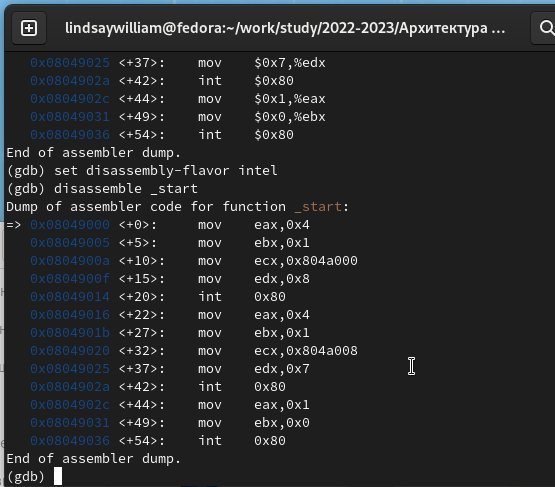 lindsaywilliam@fedora:~/work/study/2022-2023/Архитектура ...
0x08049025 <+37>: mov $0x7,%edx
0x0804902a <+42>: int $0x80
0x0804902c <+44>: mov $0x1,%eax
0x08049031 <+49>: mov $0x0,%ebx
0x08049036 <+54>: int $0x80
End of assembler dump.
(gdb) set disassembly-flavor intel
(gdb) disassemble _start
Dump of assembler code for function _start:
=> 0x08049000 <+0>: mov eax,0x4
0x08049005 <+5>: mov ebx,0x1
0x0804900a <+10>: mov ecx,0x804a000
0x0804900f <+15>: mov edx,0x8
0x08049014 <+20>: int 0x80
0x08049016 <+22>: mov eax,0x4
0x0804901b <+27>: mov ebx,0x1
0x08049020 <+32>: mov ecx,0x804a008
0x08049025 <+37>: mov edx,0x7
0x0804902a <+42>: int 0x80
0x0804902c <+44>: mov eax,0x1
0x08049031 <+49>: mov ebx,0x0
0x08049036 <+54>: int 0x80
End of assembler dump.
(gdb)